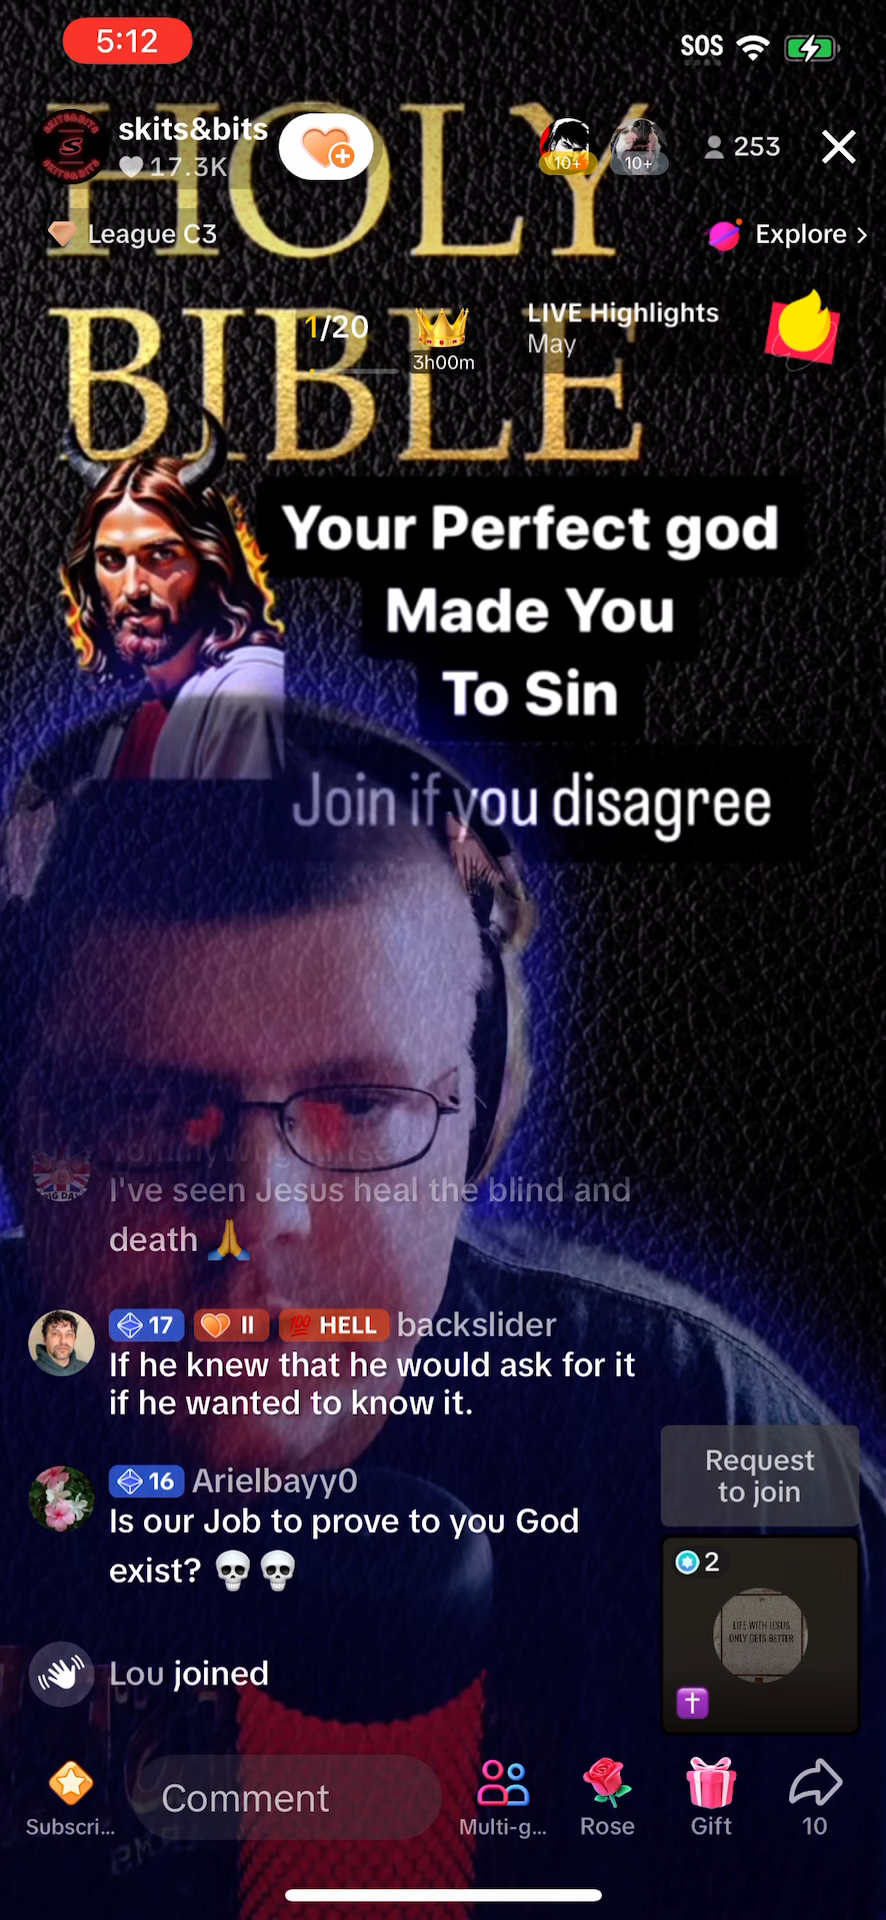 5:12
SOS
HOLY
skits&bits
17.3K
10+
10+
253
League C3
Explore >
BIBLE
1/20
3h00m
LIVE Highlights
May
Your Perfect god
Made You
To Sin
Join if you disagree
I've seen Jesus heal the blind and
death 🙏
17 II 💯 HELL backslider
If he knew that he would ask for it
if he wanted to know it.
16 Arielbayy0
Is our Job to prove to you God
exist? 💀💀
Lou joined
Request
to join
2
LIFE WITH JESUS
ONLY GETS BETTER
Subscri...
Comment
Multi-g...
Rose
Gift
10